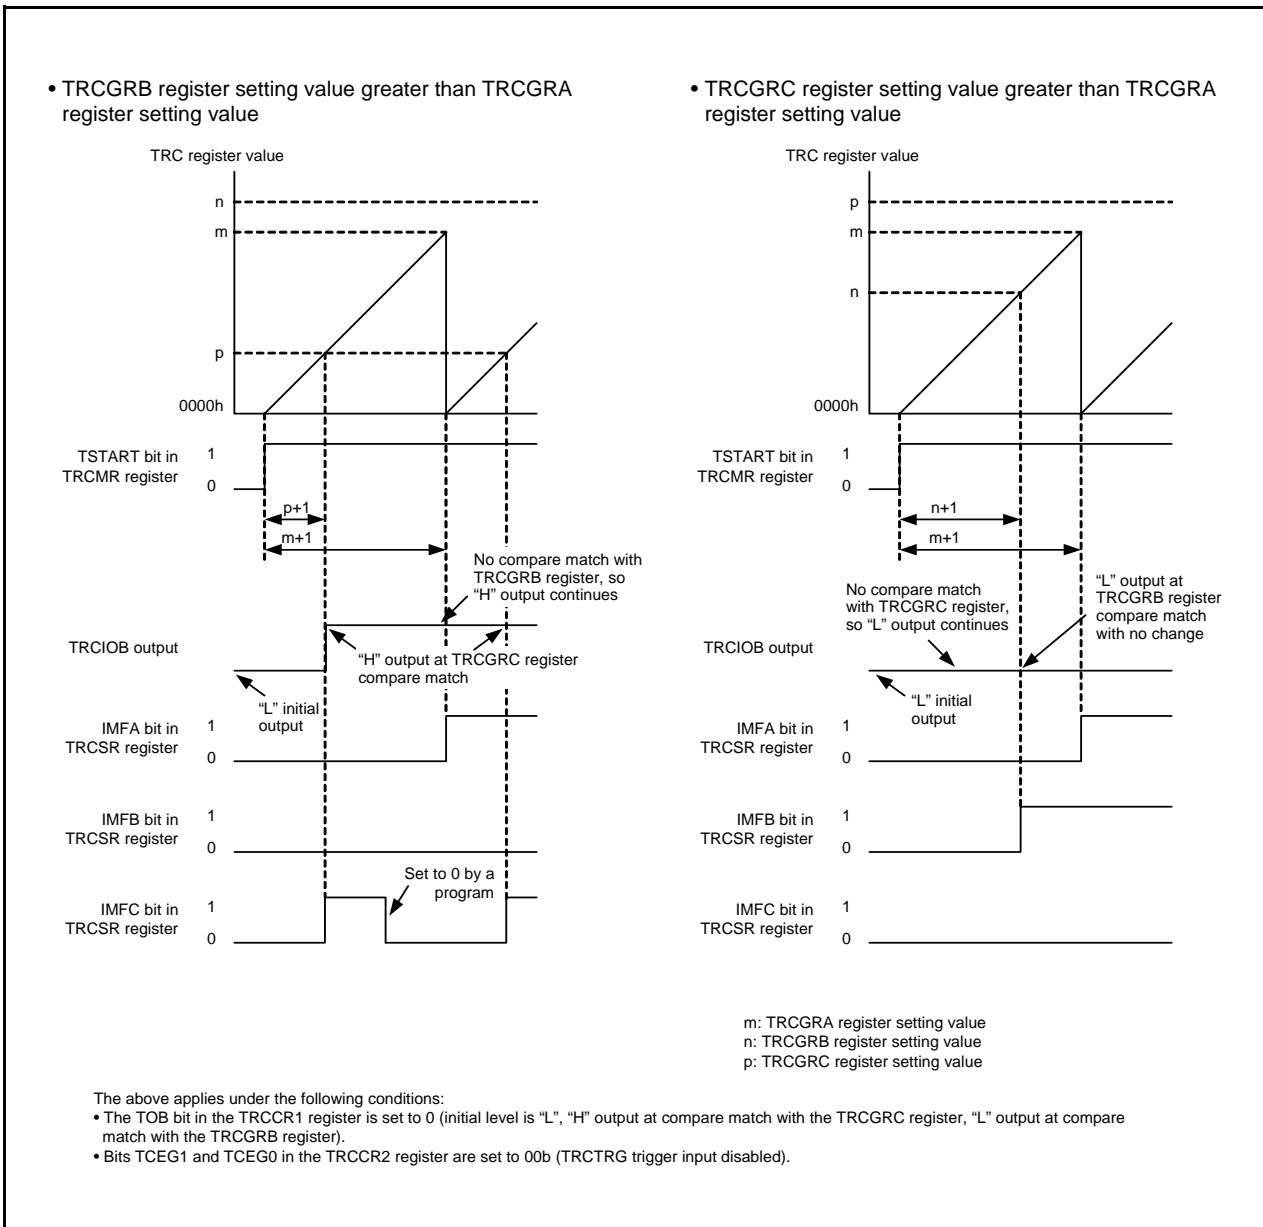 • TRCGRB register setting value greater than TRCGRA
register setting value
TRC register value
n
m
p
0000h
TSTART bit in
TRCMR register
1
0
p+1
m+1
No compare match with
TRCGRB register, so
“H” output continues
TRCIOB output
“H” output at TRCGRC register
compare match
“L” initial
output
IMFA bit in
TRCSR register
1
0
IMFB bit in
TRCSR register
1
0
Set to 0 by a
program
IMFC bit in
TRCSR register
1
0
• TRCGRC register setting value greater than TRCGRA
register setting value
TRC register value
p
m
n
0000h
TSTART bit in
TRCMR register
1
0
n+1
m+1
No compare match
with TRCGRC register,
so “L” output continues
“L” output at
TRCGRB register
compare match
with no change
TRCIOB output
“L” initial
output
IMFA bit in
TRCSR register
1
0
IMFB bit in
TRCSR register
1
0
IMFC bit in
TRCSR register
1
0
m: TRCGRA register setting value
n: TRCGRB register setting value
p: TRCGRC register setting value
The above applies under the following conditions:
• The TOB bit in the TRCCR1 register is set to 0 (initial level is “L”, “H” output at compare match with the TRCGRC register, “L” output at compare
match with the TRCGRB register).
• Bits TCEG1 and TCEG0 in the TRCCR2 register are set to 00b (TRCTRG trigger input disabled).